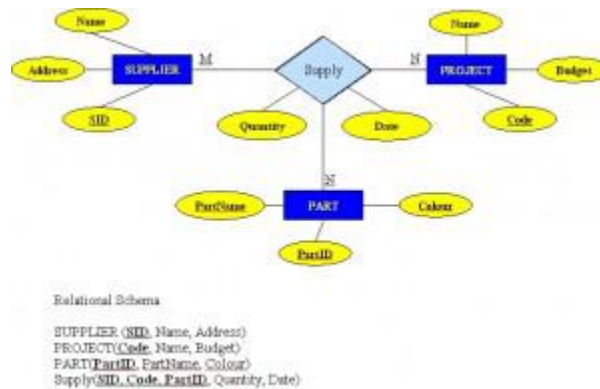 Name
Name
Address
SUPPLIER
M
Supply
N
PROJECT
Budget
SID
Quantity
Date
Code
N
PartName
PART
Colour
PartID
Relational Schema
SUPPLIER (SID, Name, Address)
PROJECT(Code, Name, Budget)
PART(PartID, PartName, Colour)
Supply(SID, Code, PartID, Quantity, Date)